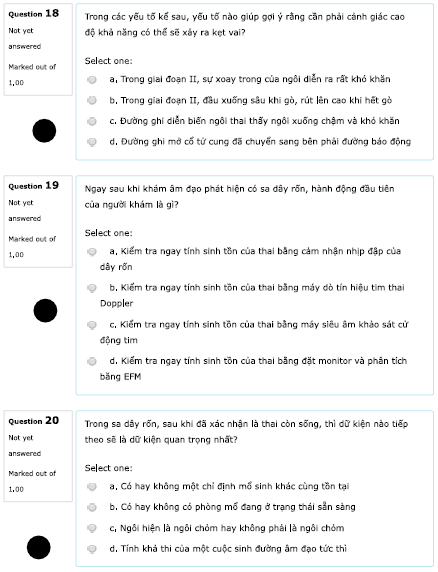 Question 18
Not yet
answered
Marked out of
1,00
Trong các yếu tố kể sau, yếu tố nào giúp gợi ý rằng cần phải cảnh giác cao
độ khả năng có thể sẽ xảy ra kẹt vai?
Select one:
a. Trong giai đoạn II, sự xoay trong của ngôi diễn ra rất khó khăn
b. Trong giai đoạn II, đầu xuống sâu khi gò, rút lên cao khi hết gò
c. Đường ghi diễn biến ngôi thai thấy ngôi xuống chậm và khó khăn
d. Đường ghi mở cổ tử cung đã chuyển sang bên phải đường báo động
Question 19
Not yet
answered
Marked out of
1,00
Ngay sau khi khám âm đạo phát hiện có sa dây rốn, hành động đầu tiên
của người khám là gì?
Select one:
a. Kiểm tra ngay tính sinh tồn của thai bằng cảm nhận nhịp đập của
dây rốn
b. Kiểm tra ngay tính sinh tồn của thai bằng máy dò tín hiệu tim thai
Doppler
c. Kiểm tra ngay tính sinh tồn của thai bằng máy siêu âm khảo sát cử
động tim
d. Kiểm tra ngay tính sinh tồn của thai bằng đặt monitor và phân tích
băng EFM
Question 20
Not yet
answered
Marked out of
1,00
Trong sa dây rốn, sau khi đã xác nhận là thai còn sống, thì dữ kiện nào tiếp
theo sẽ là dữ kiện quan trọng nhất?
Select one:
a. Có hay không một chỉ định mổ sinh khác cùng tồn tại
b. Có hay không có phòng mổ đang ở trạng thái sẵn sàng
c. Ngôi hiện là ngôi chỏm hay không phải là ngôi chỏm
d. Tính khả thi của một cuộc sinh đường âm đạo tức thì